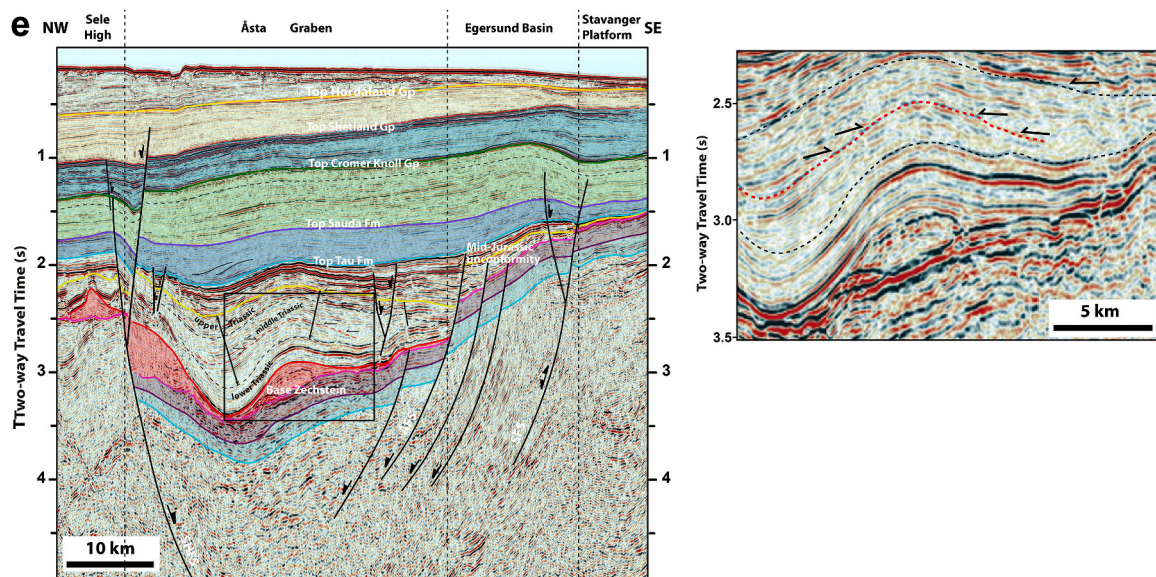 e
NW
Sele
High
Åsta Graben
Egersund Basin
Stavanger
Platform
SE
TTwo-way Travel Time (s)
1
2
3
4
1
2
3
4
Top Hordaland Gp
Top Shetland Gp
Top Cromer Knoll Gp
Top Sauda Fm
Top Tau Fm
Mid-Jurassic
unconformity
upper Triassic
middle Triassic
lower Triassic
Base Zechstein
SFS
10 km
Two-way Travel Time (s)
2.5
3.0
3.5
5 km